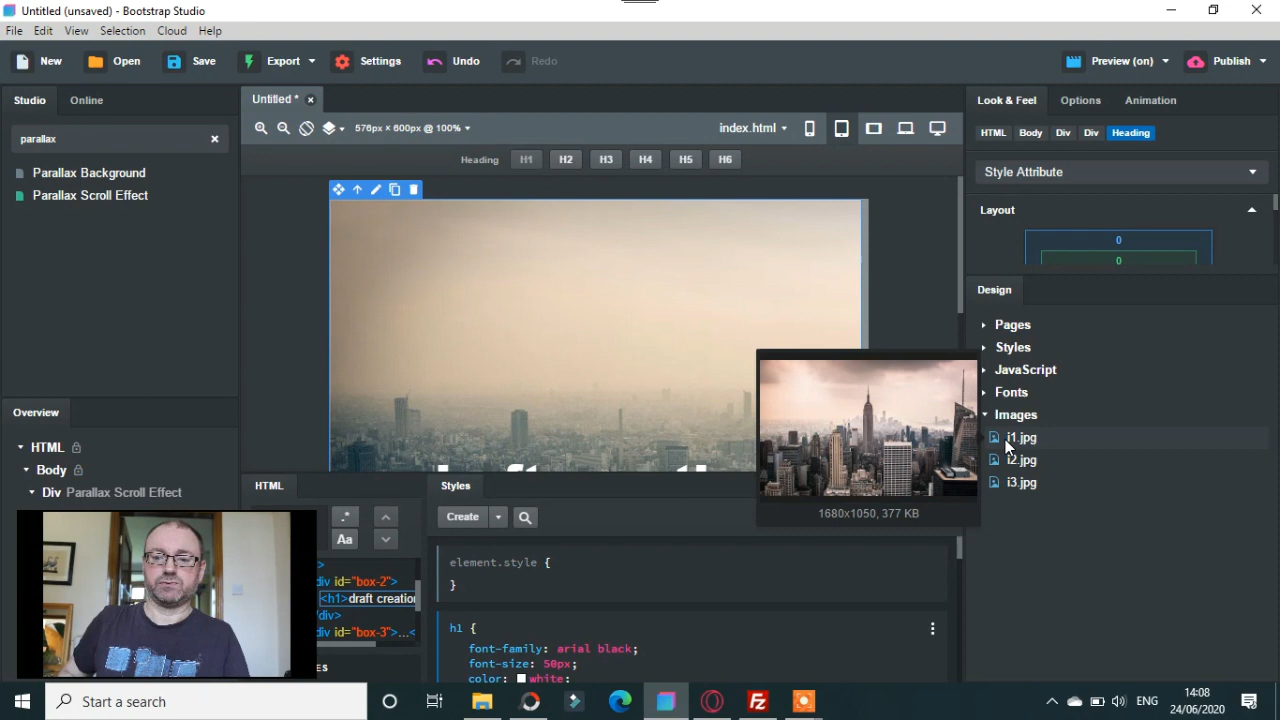 Untitled (unsaved) - Bootstrap Studio
File Edit View Selection Cloud Help
New Open Save Export Settings Undo Redo Preview (on) Publish
Studio Online
Untitled *
Look & Feel Options Animation
parallax
576px × 600px @ 100%
index.html
HTML Body Div Div Heading
Parallax Background
Parallax Scroll Effect
Heading H1 H2 H3 H4 H5 H6
Style Attribute
Layout
0
0
Design
Pages
Styles
JavaScript
Fonts
Images
i1.jpg
i2.jpg
i3.jpg
1680x1050, 377 KB
Overview
HTML
Body
Div Parallax Scroll Effect
HTML
.*
Aa
>
div id="box-2">
<h1>draft creation
/div>
div id="box-3">...<
ES
Styles
Create
element.style {
}
h1 {
font-family: arial black;
font-size: 50px;
color: white;
Start a search
ENG
14:08
24/06/2020